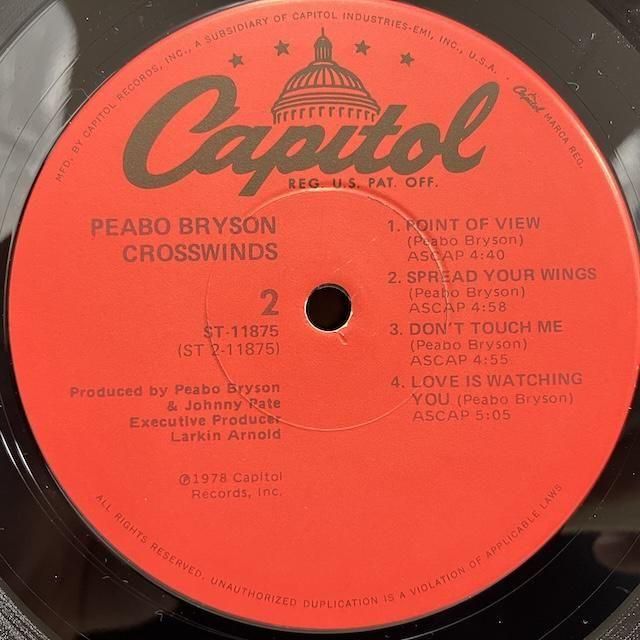 MFD. BY CAPITOL RECORDS, INC., A SUBSIDIARY OF CAPITOL INDUSTRIES-EMI, INC., U.S.A. · Capitol MARCA REG.
Capitol
REG. U.S. PAT. OFF.
PEABO BRYSON
CROSSWINDS
2
ST-11875
(ST 2-11875)
Produced by Peabo Bryson
& Johnny Pate
Executive Producer
Larkin Arnold
℗1978 Capitol
Records, Inc.
1. POINT OF VIEW
(Peabo Bryson)
ASCAP 4:40
2. SPREAD YOUR WINGS
(Peabo Bryson)
ASCAP 4:58
3. DON'T TOUCH ME
(Peabo Bryson)
ASCAP 4:55
4. LOVE IS WATCHING
YOU (Peabo Bryson)
ASCAP 5:05
ALL RIGHTS RESERVED. UNAUTHORIZED DUPLICATION IS A VIOLATION OF APPLICABLE LAWS